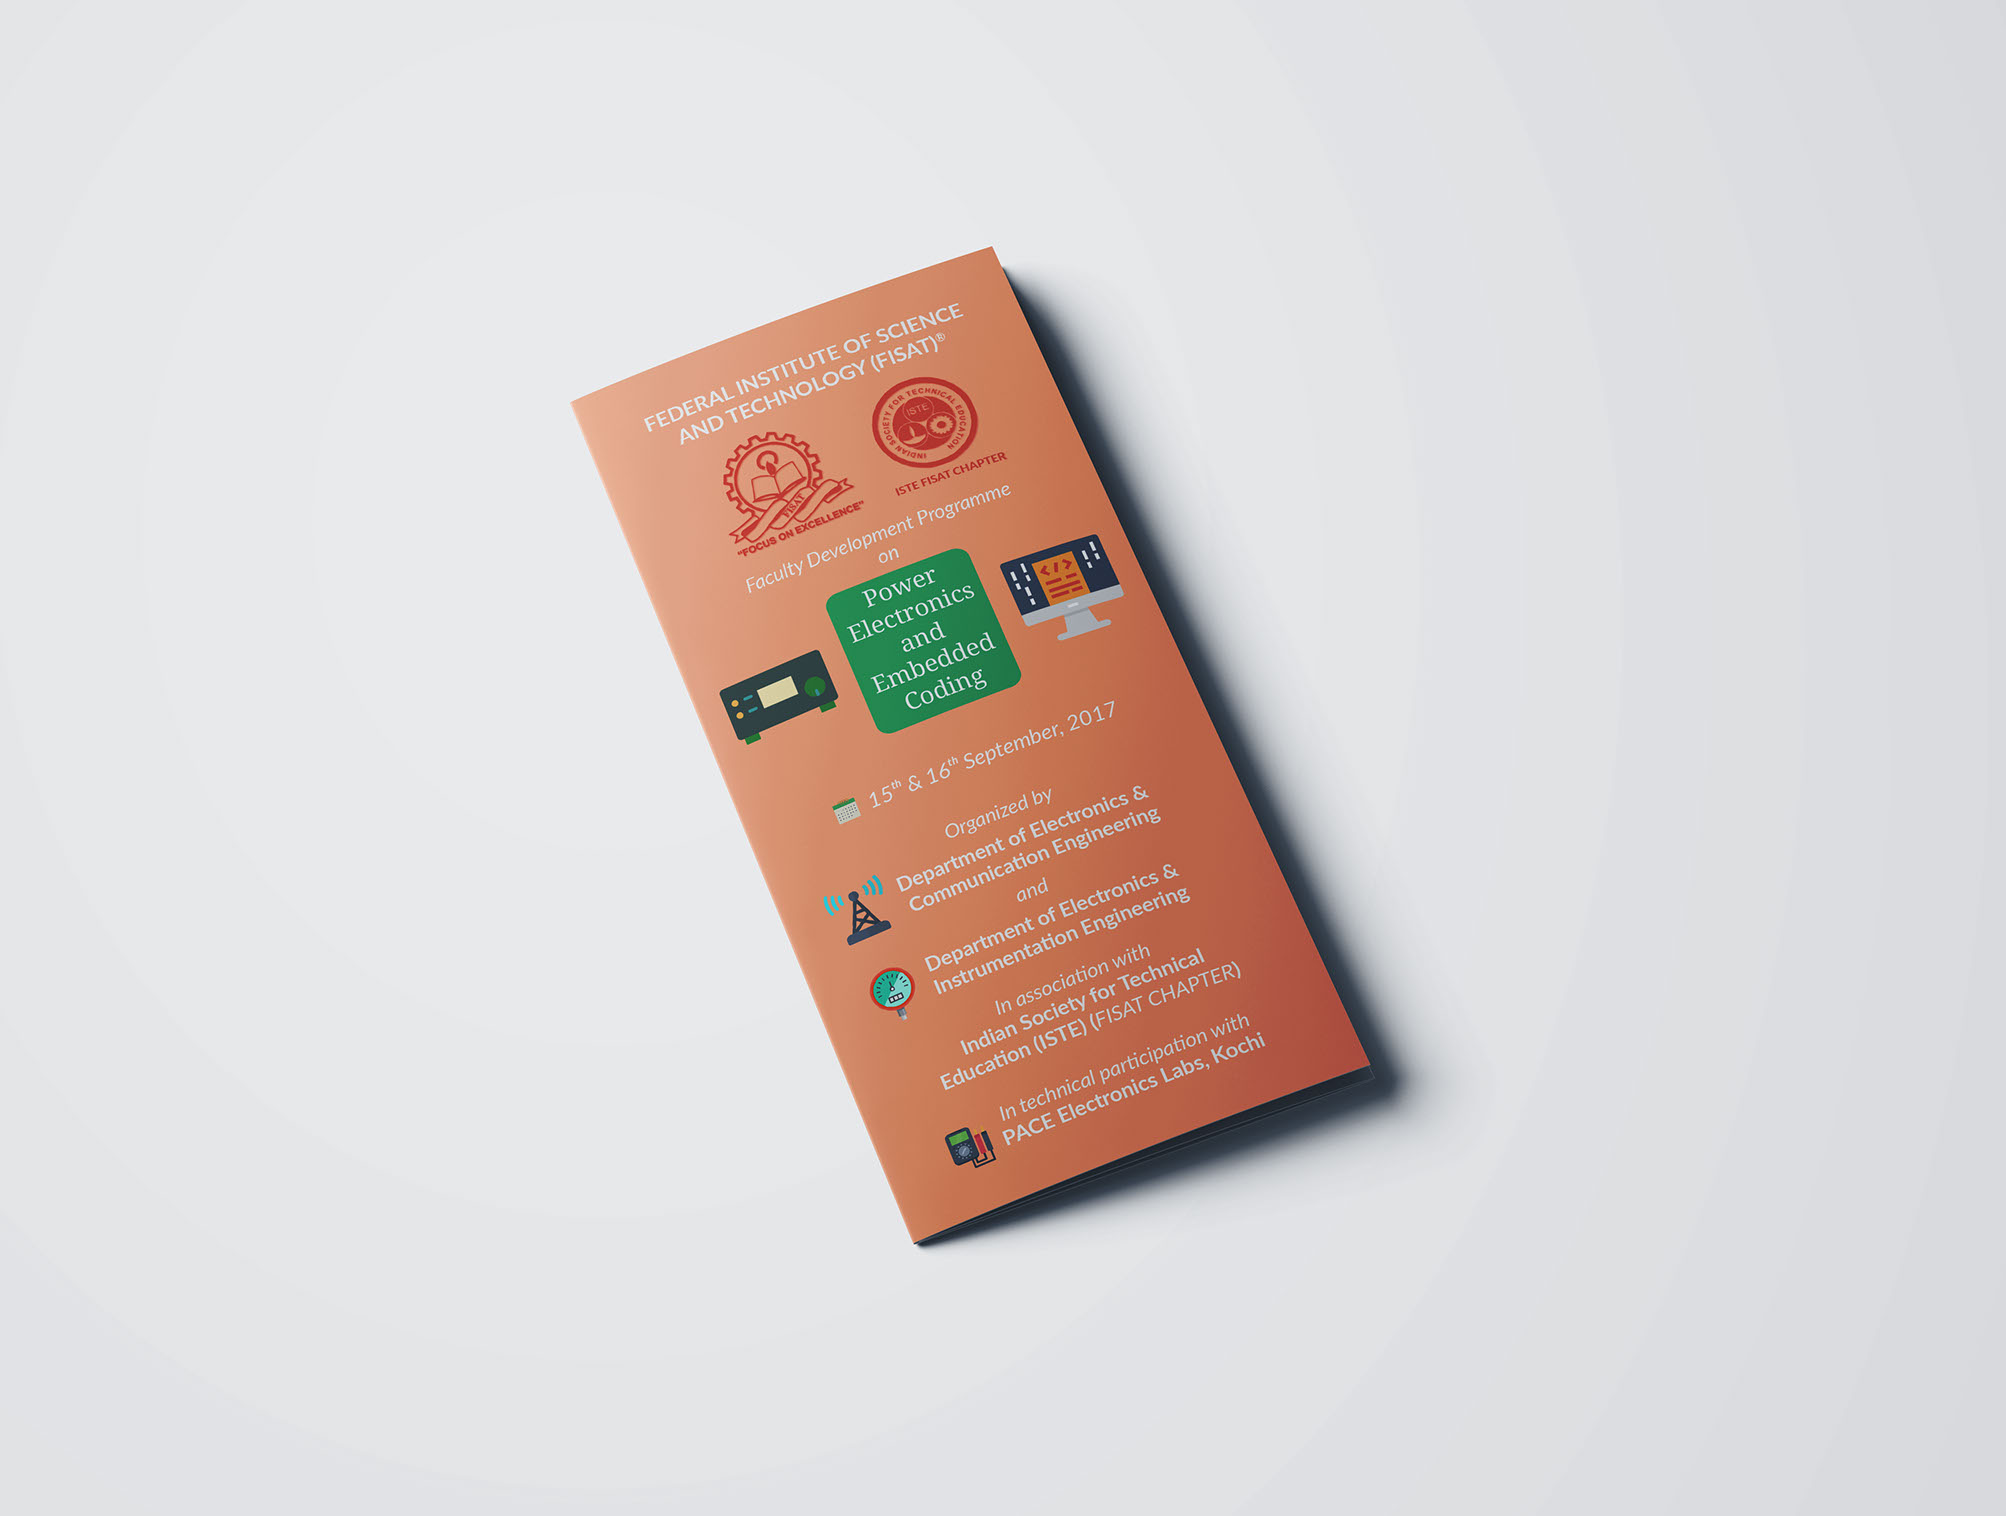 FEDERAL INSTITUTE OF SCIENCE
AND TECHNOLOGY (FISAT)®
FISAT
"FOCUS ON EXCELLENCE"
INDIAN SOCIETY FOR TECHNICAL EDUCATION
ISTE
ISTE FISAT CHAPTER
Faculty Development Programme
on
Power
Electronics
and
Embedded
Coding
15th & 16th September, 2017
Organized by
Department of Electronics &
Communication Engineering
and
Department of Electronics &
Instrumentation Engineering
In association with
Indian Society for Technical
Education (ISTE) (FISAT CHAPTER)
In technical participation with
PACE Electronics Labs, Kochi